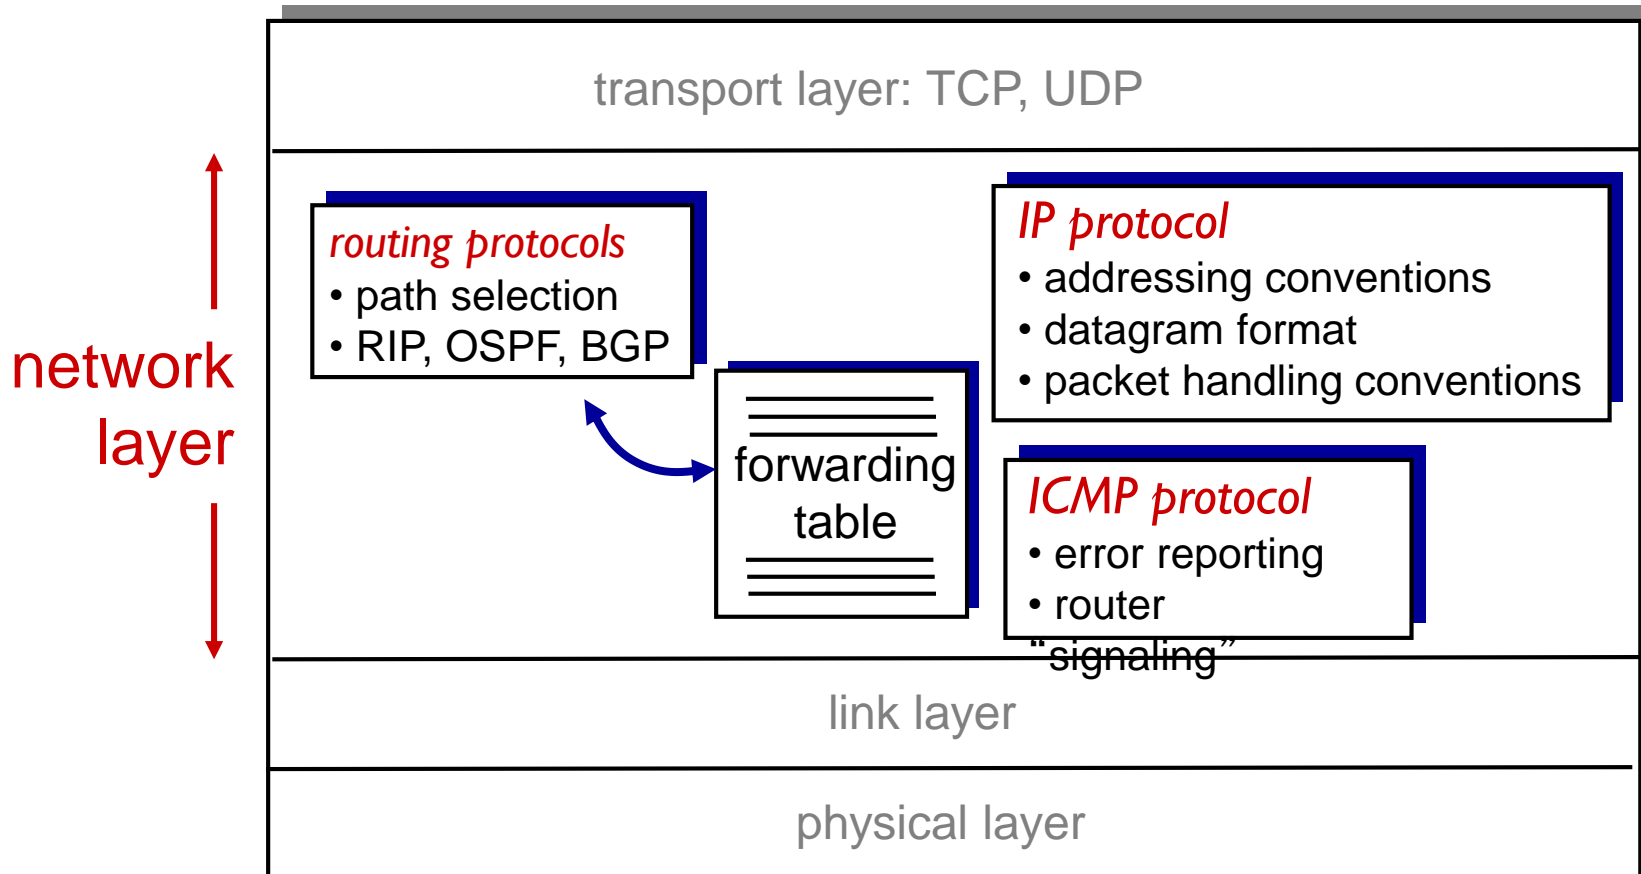 transport layer: TCP, UDP
network
layer
routing protocols
• path selection
• RIP, OSPF, BGP
forwarding
table
IP protocol
• addressing conventions
• datagram format
• packet handling conventions
ICMP protocol
• error reporting
• router
“signaling”
link layer
physical layer